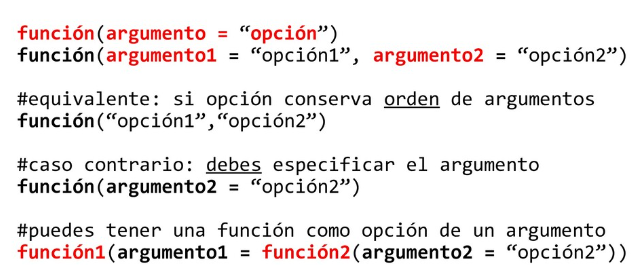 función(argumento = “opción”)
función(argumento1 = “opción1”, argumento2 = “opción2”)
#equivalente: si opción conserva orden de argumentos
función(“opción1”,“opción2”)
#caso contrario: debes especificar el argumento
función(argumento2 = “opción2”)
#puedes tener una función como opción de un argumento
función1(argumento1 = función2(argumento2 = “opción2”))